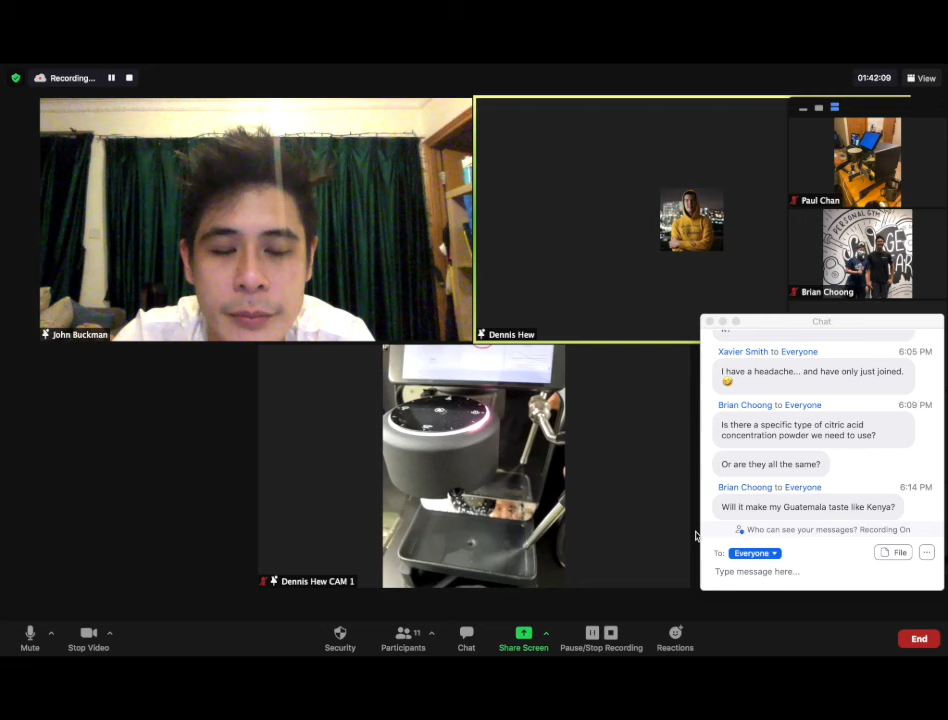 Recording...
01:42:09
View
Paul Chan
PERSONAL GYM
Brian Choong
John Buckman
Dennis Hew
Chat
Xavier Smith to Everyone
6:05 PM
I have a headache... and have only just joined.
🤣
Brian Choong to Everyone
6:09 PM
Is there a specific type of citric acid
concentration powder we need to use?
Or are they all the same?
Brian Choong to Everyone
6:14 PM
Will it make my Guatemala taste like Kenya?
Who can see your messages? Recording On
To: Everyone
File
Type message here...
Dennis Hew CAM 1
Mute
Stop Video
Security
Participants
11
Chat
Share Screen
Pause/Stop Recording
Reactions
End